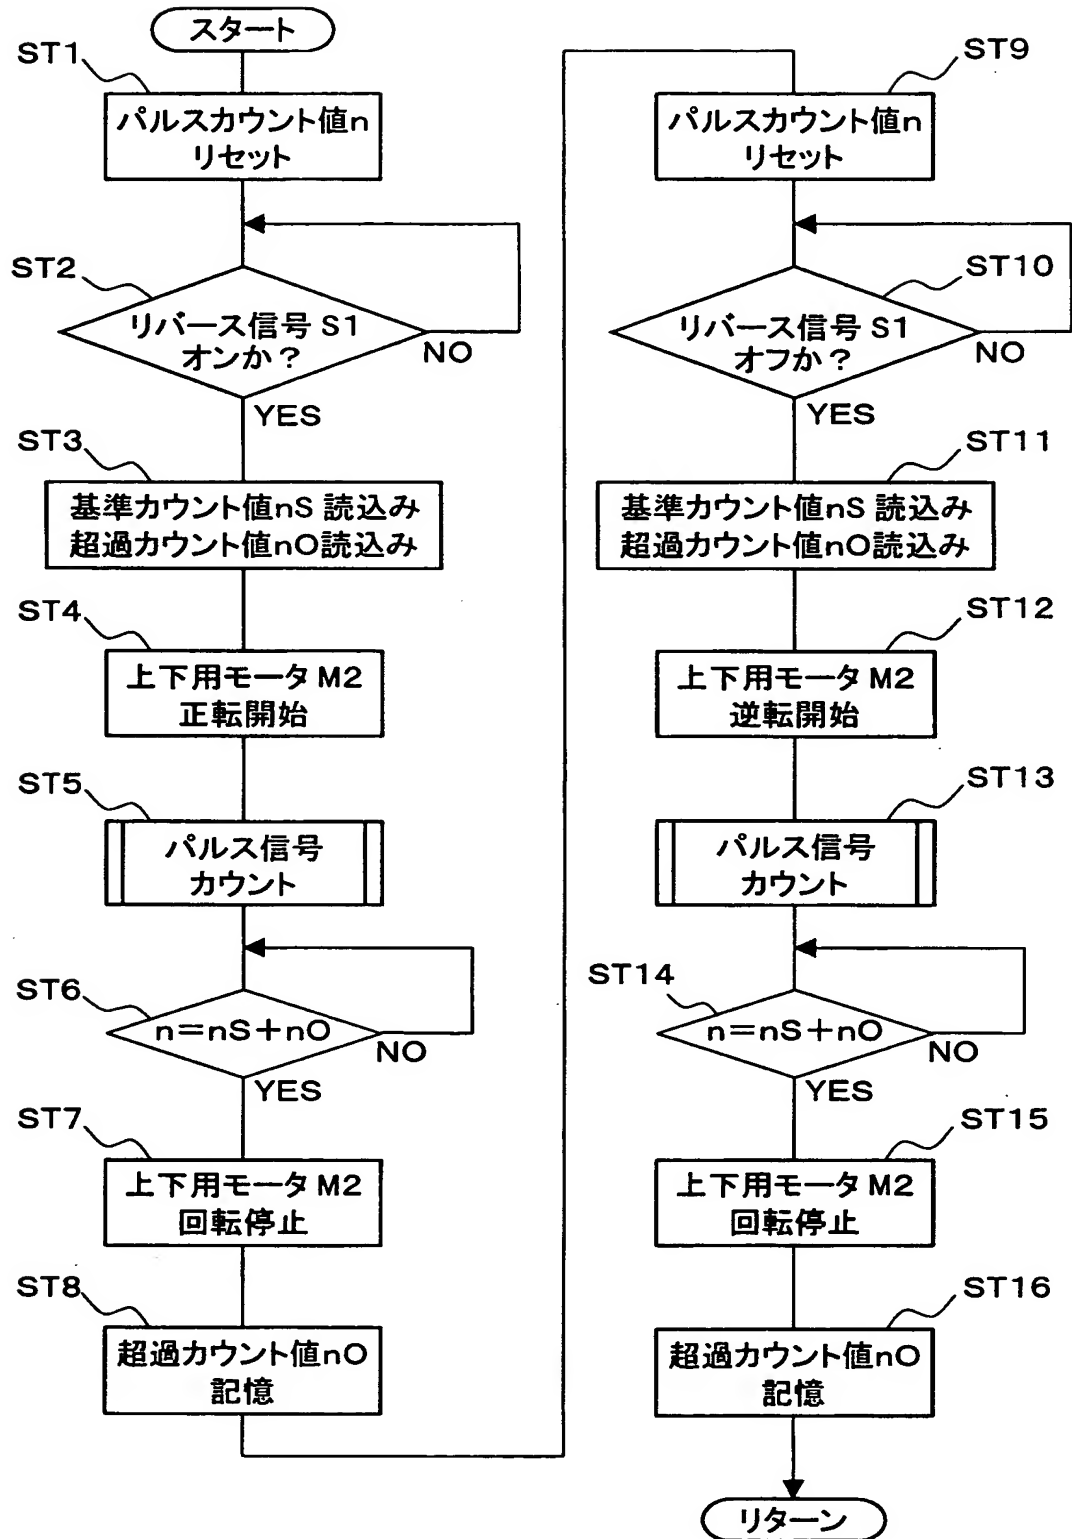 スタート
ST1
パルスカウント値n
リセット
ST2
リバース信号 S1
オンか？
NO
YES
ST3
基準カウント値nS 読込み
超過カウント値nO読込み
ST4
上下用モータ M2
正転開始
ST5
パルス信号
カウント
ST6
n=nS+nO
NO
YES
ST7
上下用モータ M2
回転停止
ST8
超過カウント値nO
記憶
ST9
パルスカウント値n
リセット
ST10
リバース信号 S1
オフか？
NO
YES
ST11
基準カウント値nS 読込み
超過カウント値nO読込み
ST12
上下用モータ M2
逆転開始
ST13
パルス信号
カウント
ST14
n=nS+nO
NO
YES
ST15
上下用モータ M2
回転停止
ST16
超過カウント値nO
記憶
リターン